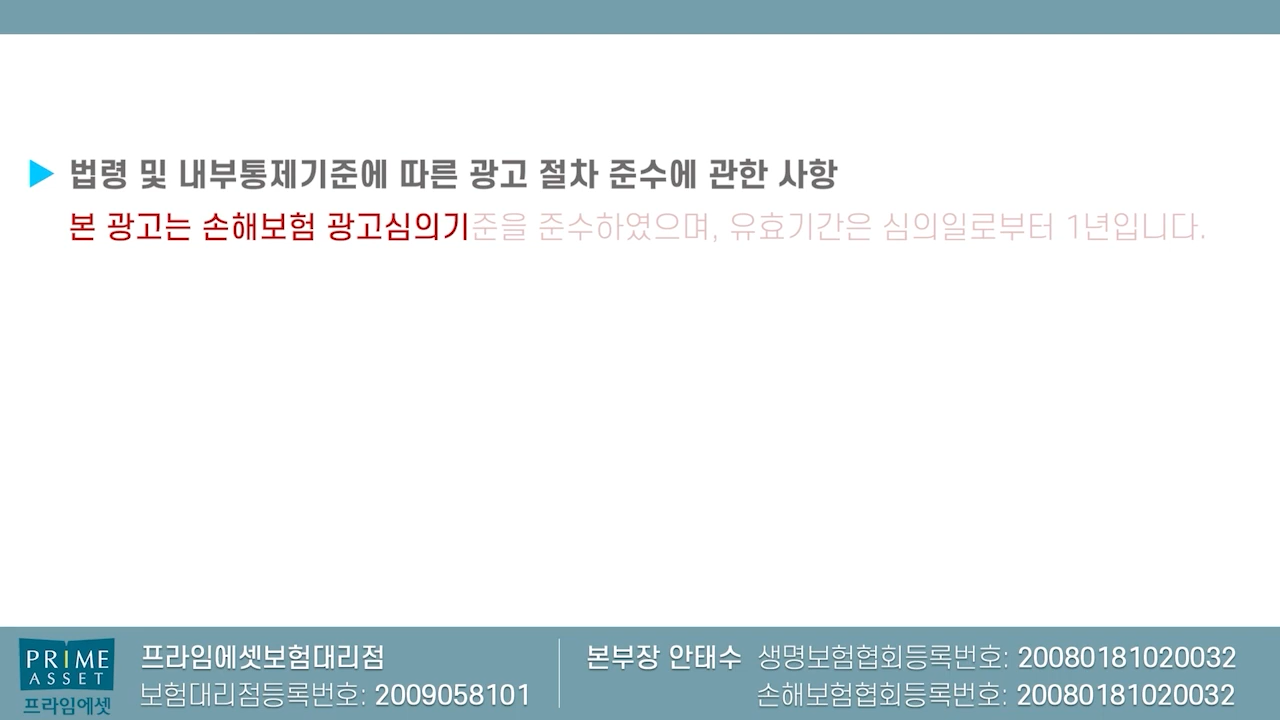 ▶ 법령 및 내부통제기준에 따른 광고 절차 준수에 관한 사항
본 광고는 손해보험 광고심의기준을 준수하였으며, 유효기간은 심의일로부터 1년입니다.
PRIME
ASSET
프라임에셋
프라임에셋보험대리점
보험대리점등록번호: 2009058101
본부장 안태수 생명보험협회등록번호: 20080181020032
손해보험협회등록번호: 20080181020032